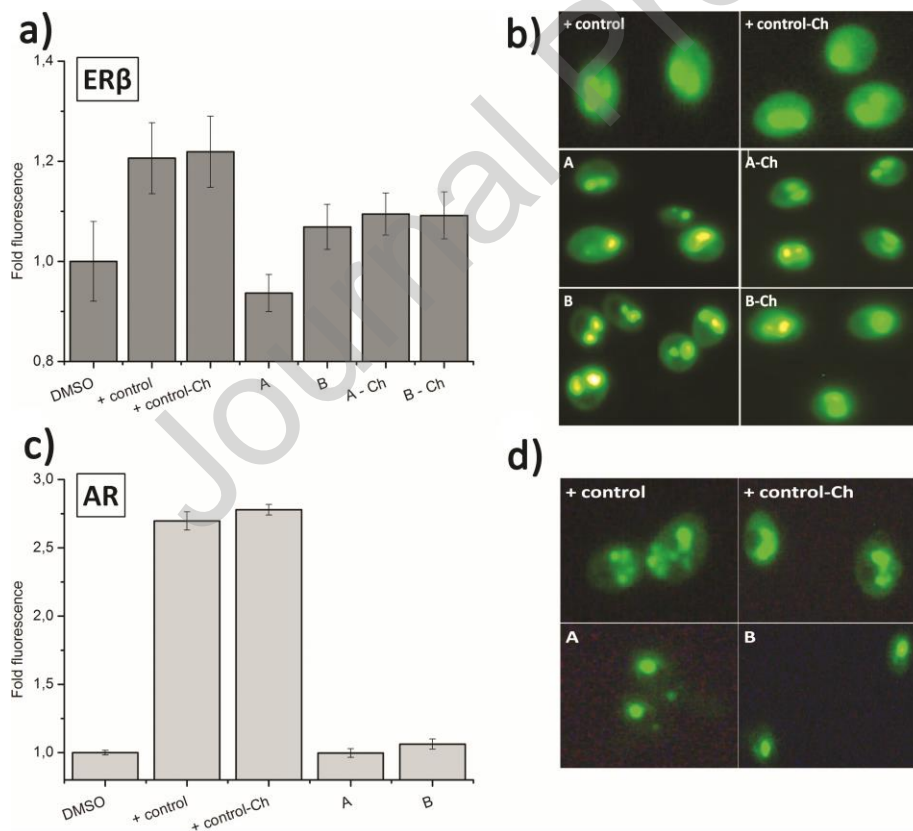 a)
ERβ
Fold fluorescence
1,4
1,2
1,0
0,8
DMSO
+ control
+ control-Ch
A
B
A - Ch
B - Ch
b)
+ control
+ control-Ch
A
A-Ch
B
B-Ch
c)
AR
Fold fluorescence
3,0
2,5
2,0
1,5
1,0
DMSO
+ control
+ control-Ch
A
B
d)
+ control
+ control-Ch
A
B
Journal Pr